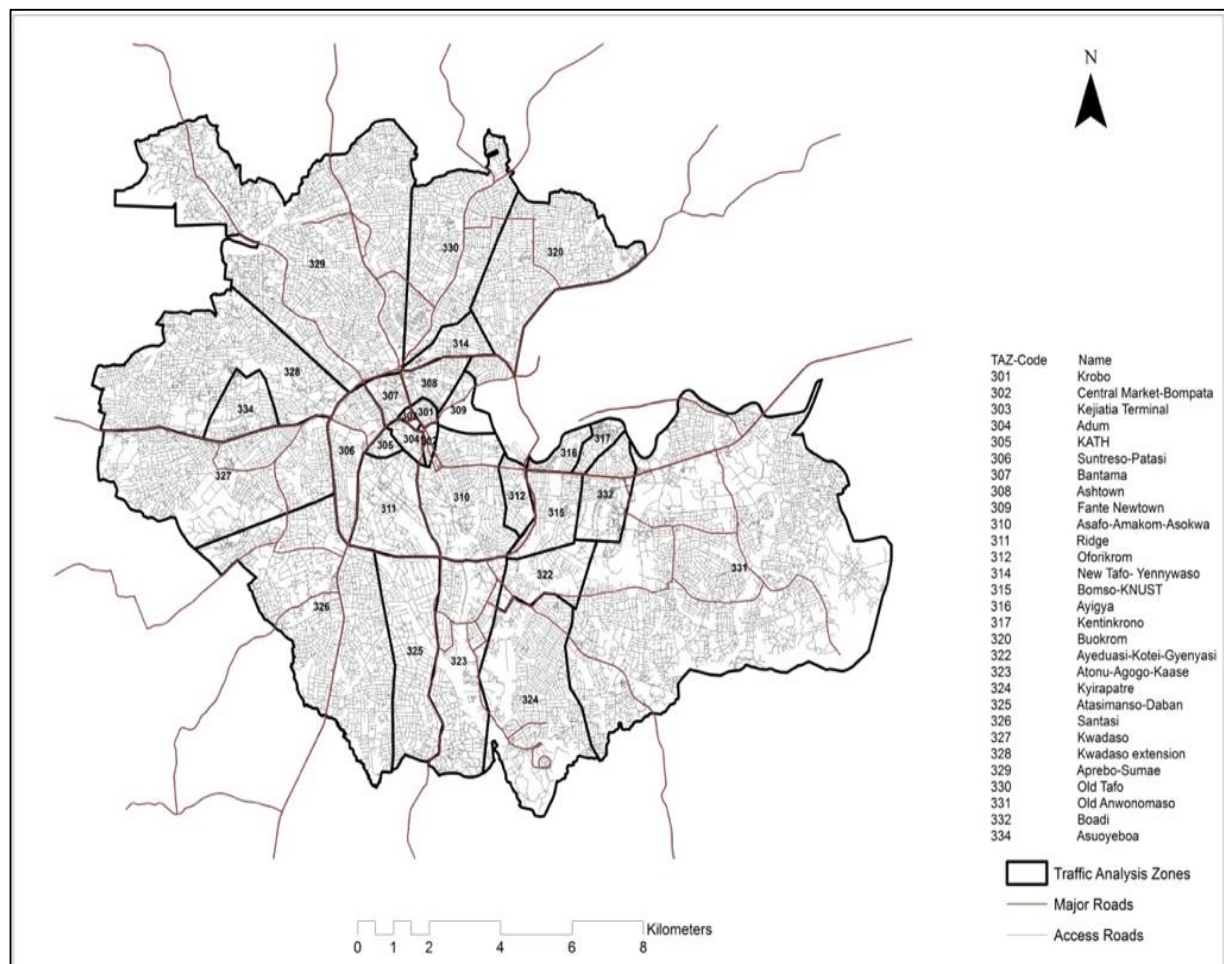 N
330
320
329
314
328
308
307
334
301
309
303
304
302
305
306
327
317
316
310
332
312
311
315
322
331
326
325
323
324
TAZ-Code Name
301 Krobo
302 Central Market-Bompata
303 Kejiatia Terminal
304 Adum
305 KATH
306 Suntreso-Patasi
307 Bantama
308 Ashtown
309 Fante Newtown
310 Asafo-Amakom-Asokwa
311 Ridge
312 Oforikrom
314 New Tafo- Yennywaso
315 Bomso-KNUST
316 Ayigya
317 Kentinkrono
320 Buokrom
322 Ayeduasi-Kotei-Gyenyasi
323 Atonu-Agogo-Kaase
324 Kyirapatre
325 Atasimanso-Daban
326 Santasi
327 Kwadaso
328 Kwadaso extension
329 Aprebo-Sumae
330 Old Tafo
331 Old Anwonomaso
332 Boadi
334 Asuoyeboa
Traffic Analysis Zones
Major Roads
Access Roads
Kilometers
0 1 2 4 6 8